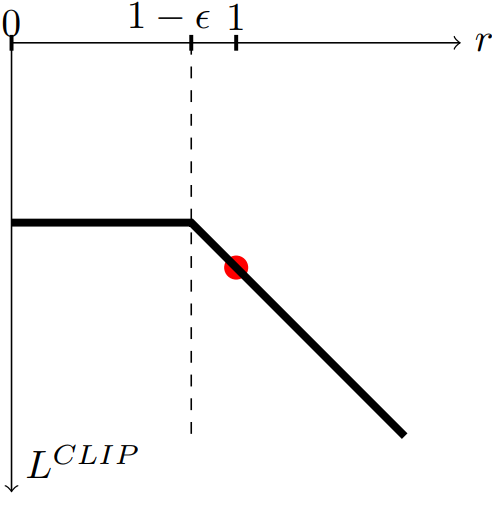 0
1 − ϵ
1
r
L^{CLIP}